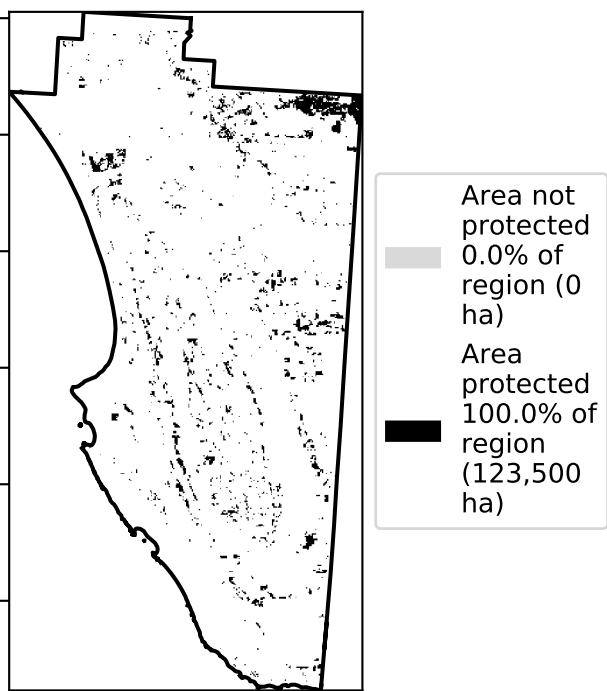 Area not
protected
0.0% of
region (0
ha)
Area
protected
100.0% of
region
(123,500
ha)